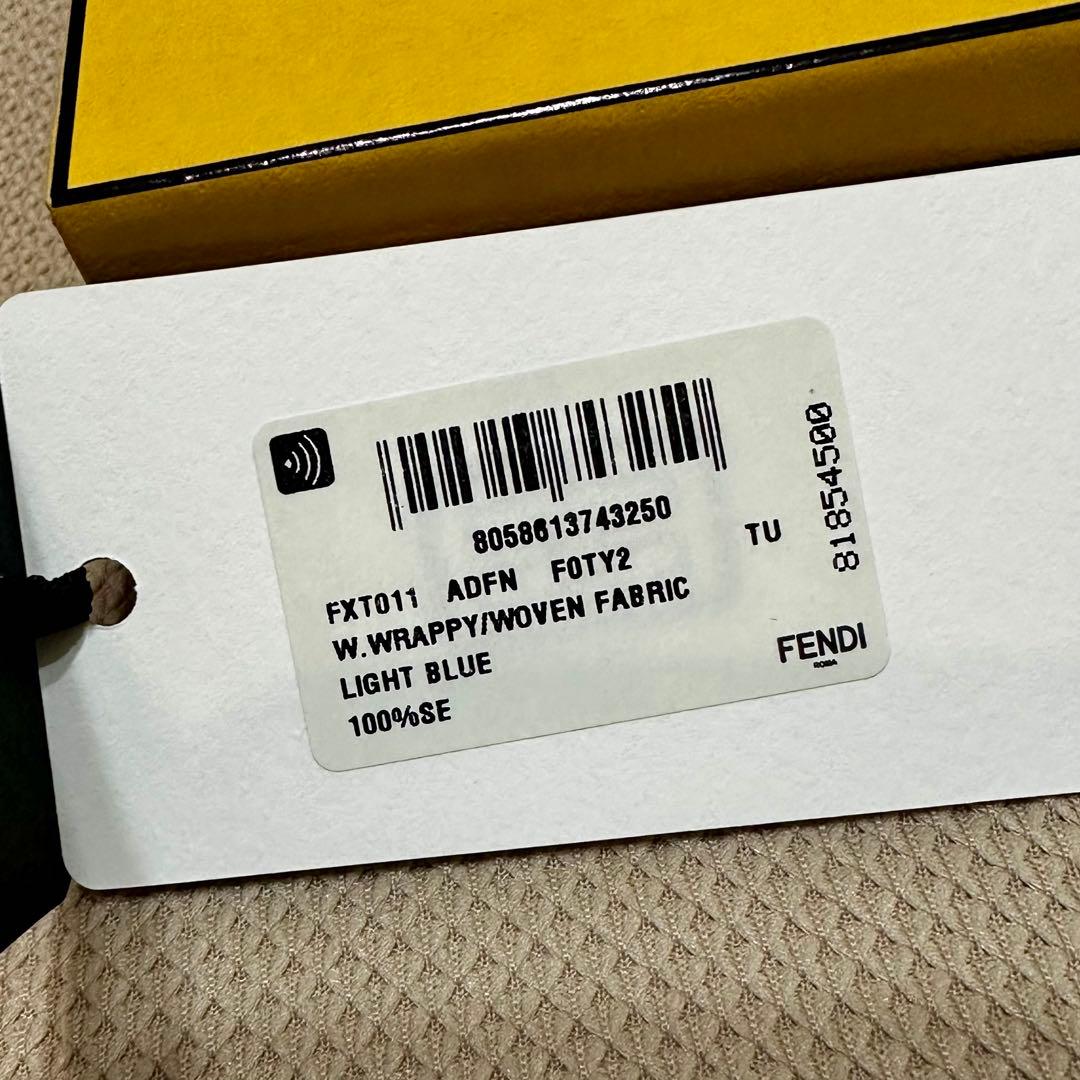 8058613743250
FXT011 ADFN F0TY2 TU
W.WRAPPY/WOVEN FABRIC
LIGHT BLUE
100%SE
81854500
FENDI
ROMA